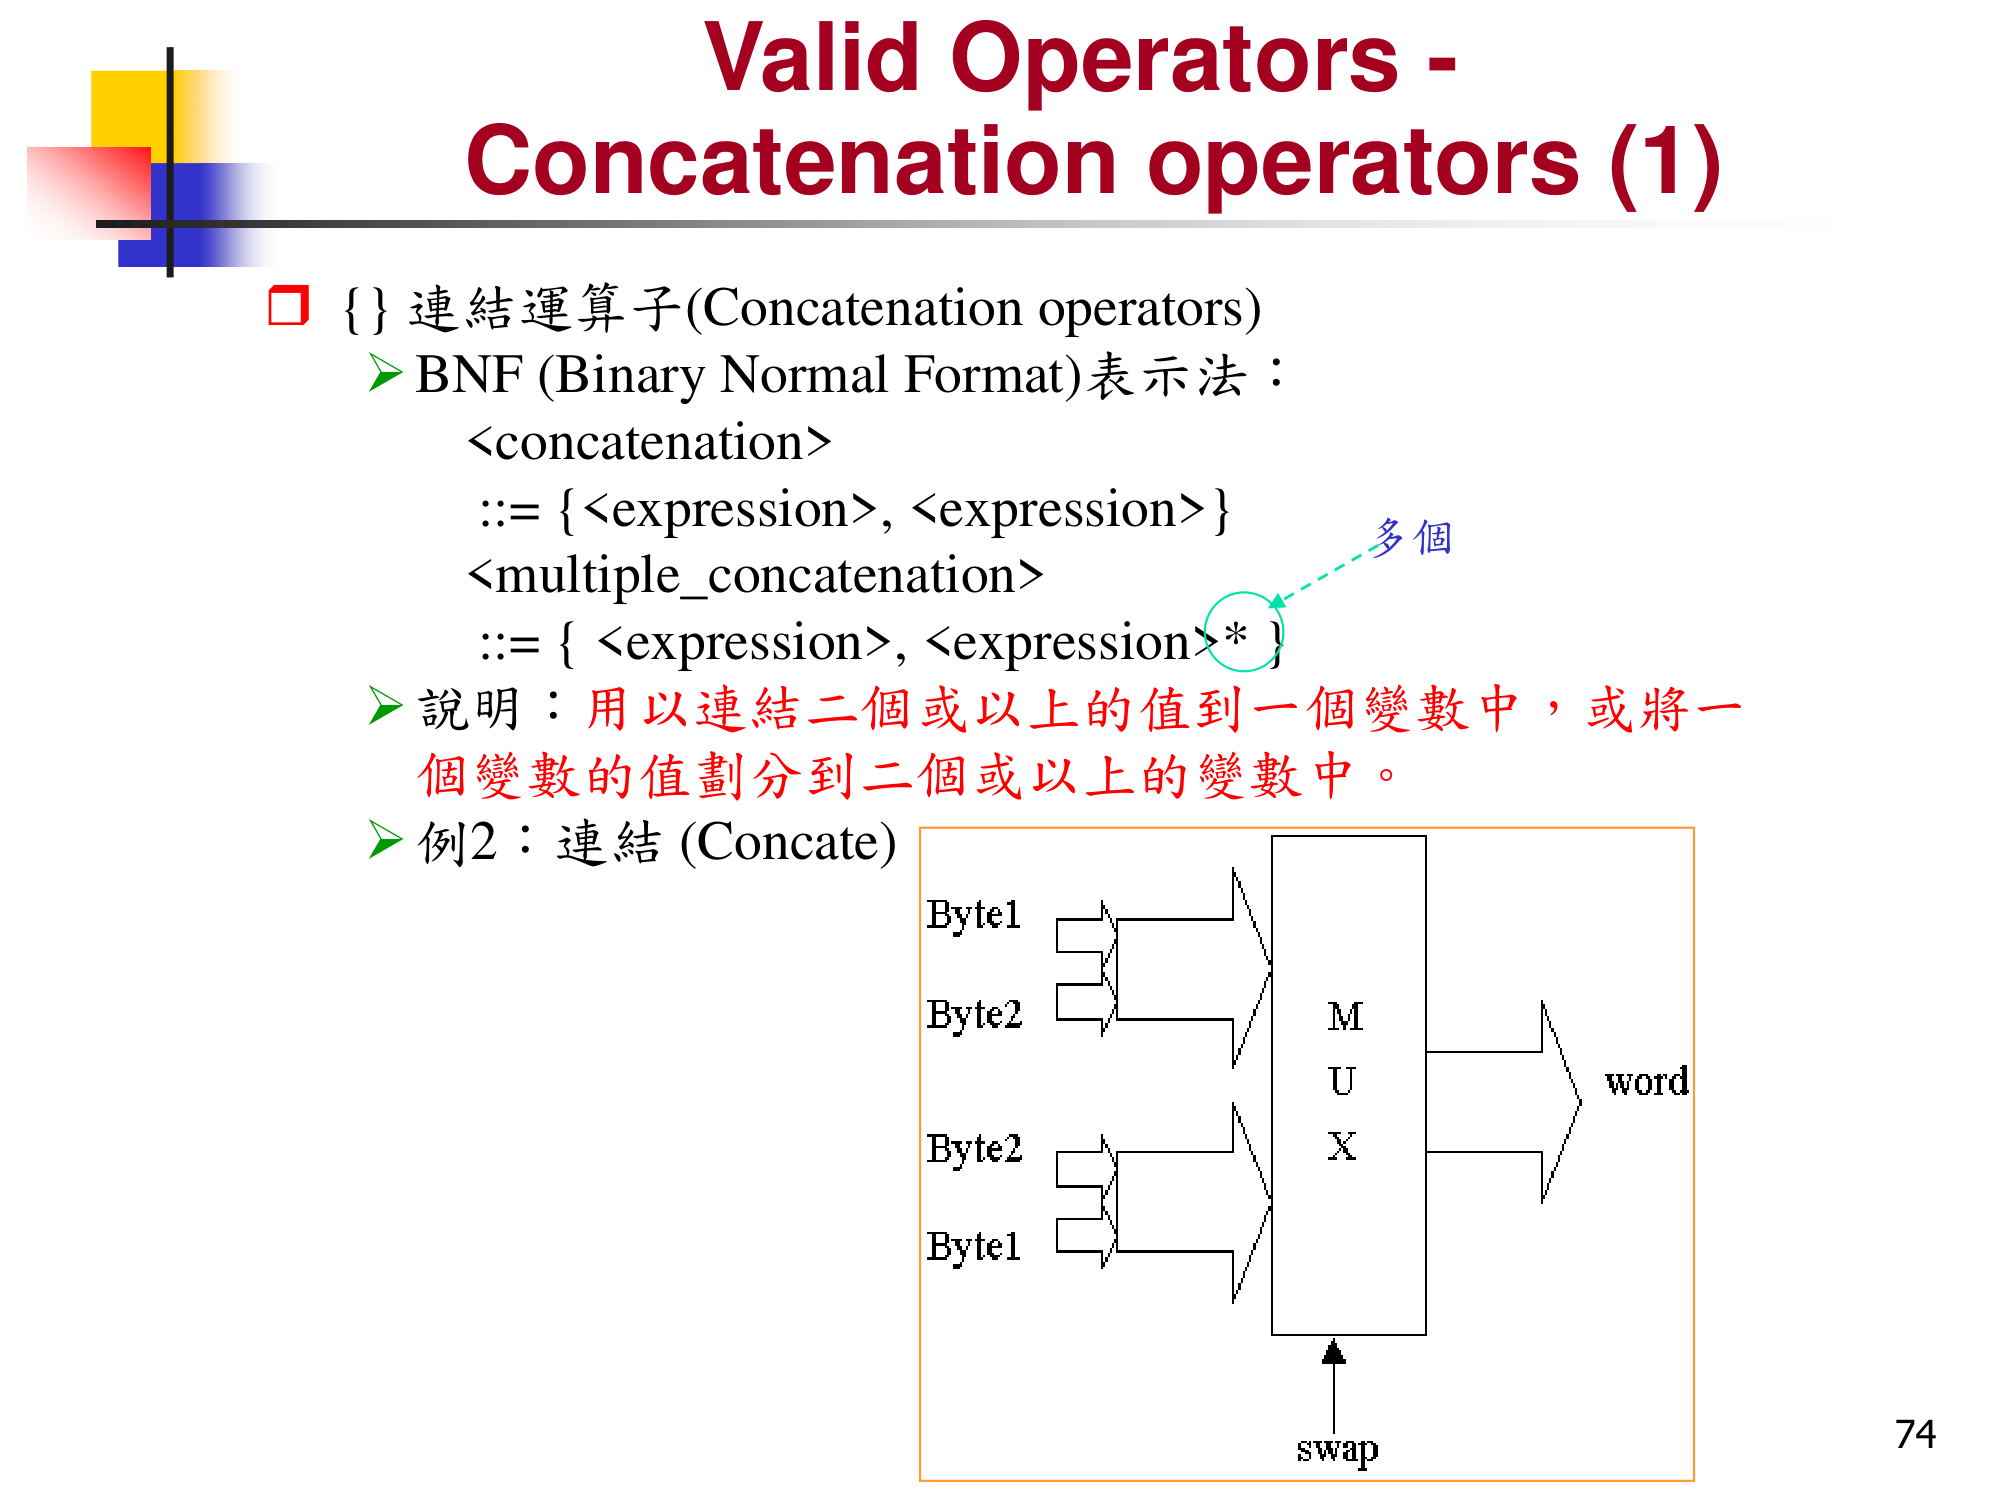 Valid Operators -
Concatenation operators (1)
{} 連結運算子(Concatenation operators)
BNF (Binary Normal Format)表示法：
<concatenation>
::= {<expression>, <expression>}
多個
<multiple_concatenation>
::= { <expression>, <expression>* }
說明：用以連結二個或以上的值到一個變數中，或將一
個變數的值劃分到二個或以上的變數中。
例2：連結 (Concate)
Byte1
Byte2
Byte2
Byte1
M
U
X
word
swap
74